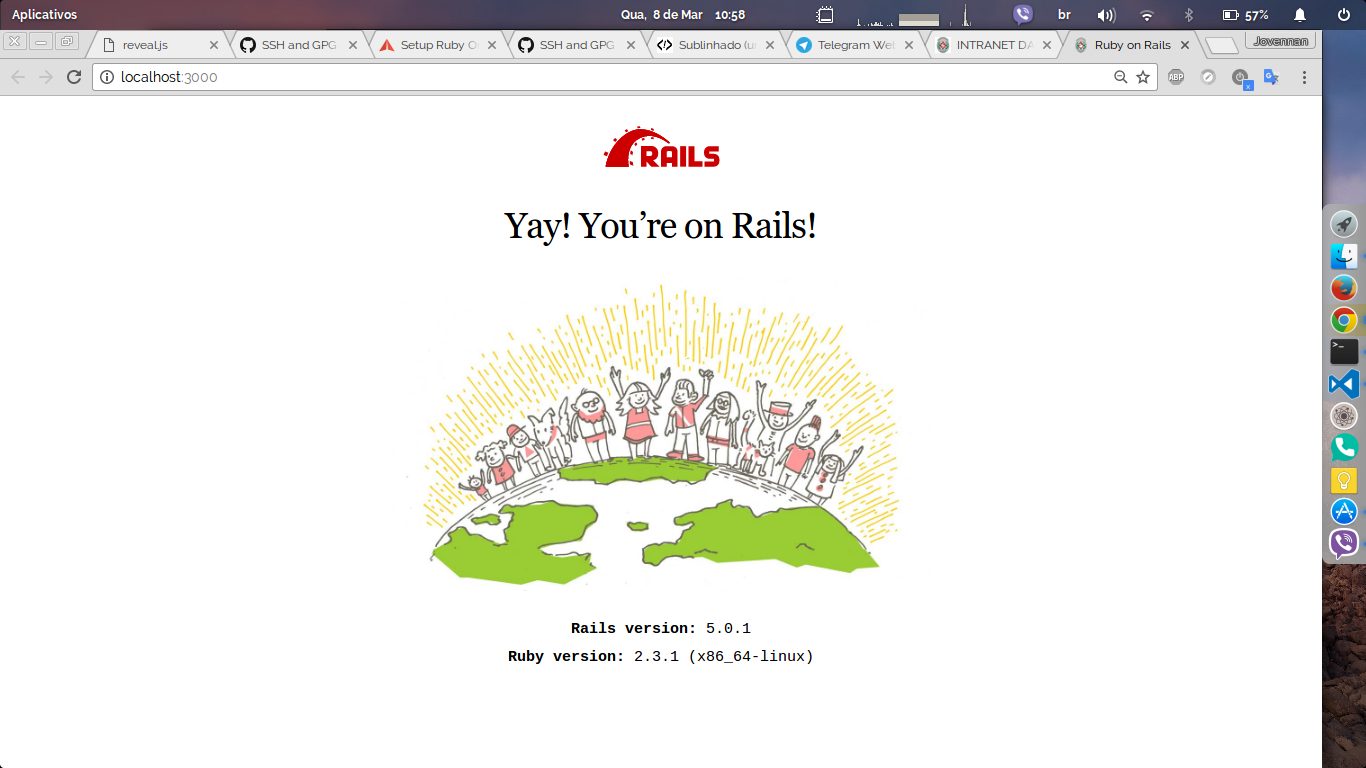 Aplicativos
Qua, 8 de Mar 10:58
br
57%
reveal.js
SSH and GPG
Setup Ruby O
SSH and GPG
Sublinhado (u
Telegram Web
INTRANET DA
Ruby on Rails
Jovennan
localhost:3000
ABP
RAILS
Yay! You’re on Rails!
Rails version: 5.0.1
Ruby version: 2.3.1 (x86_64-linux)